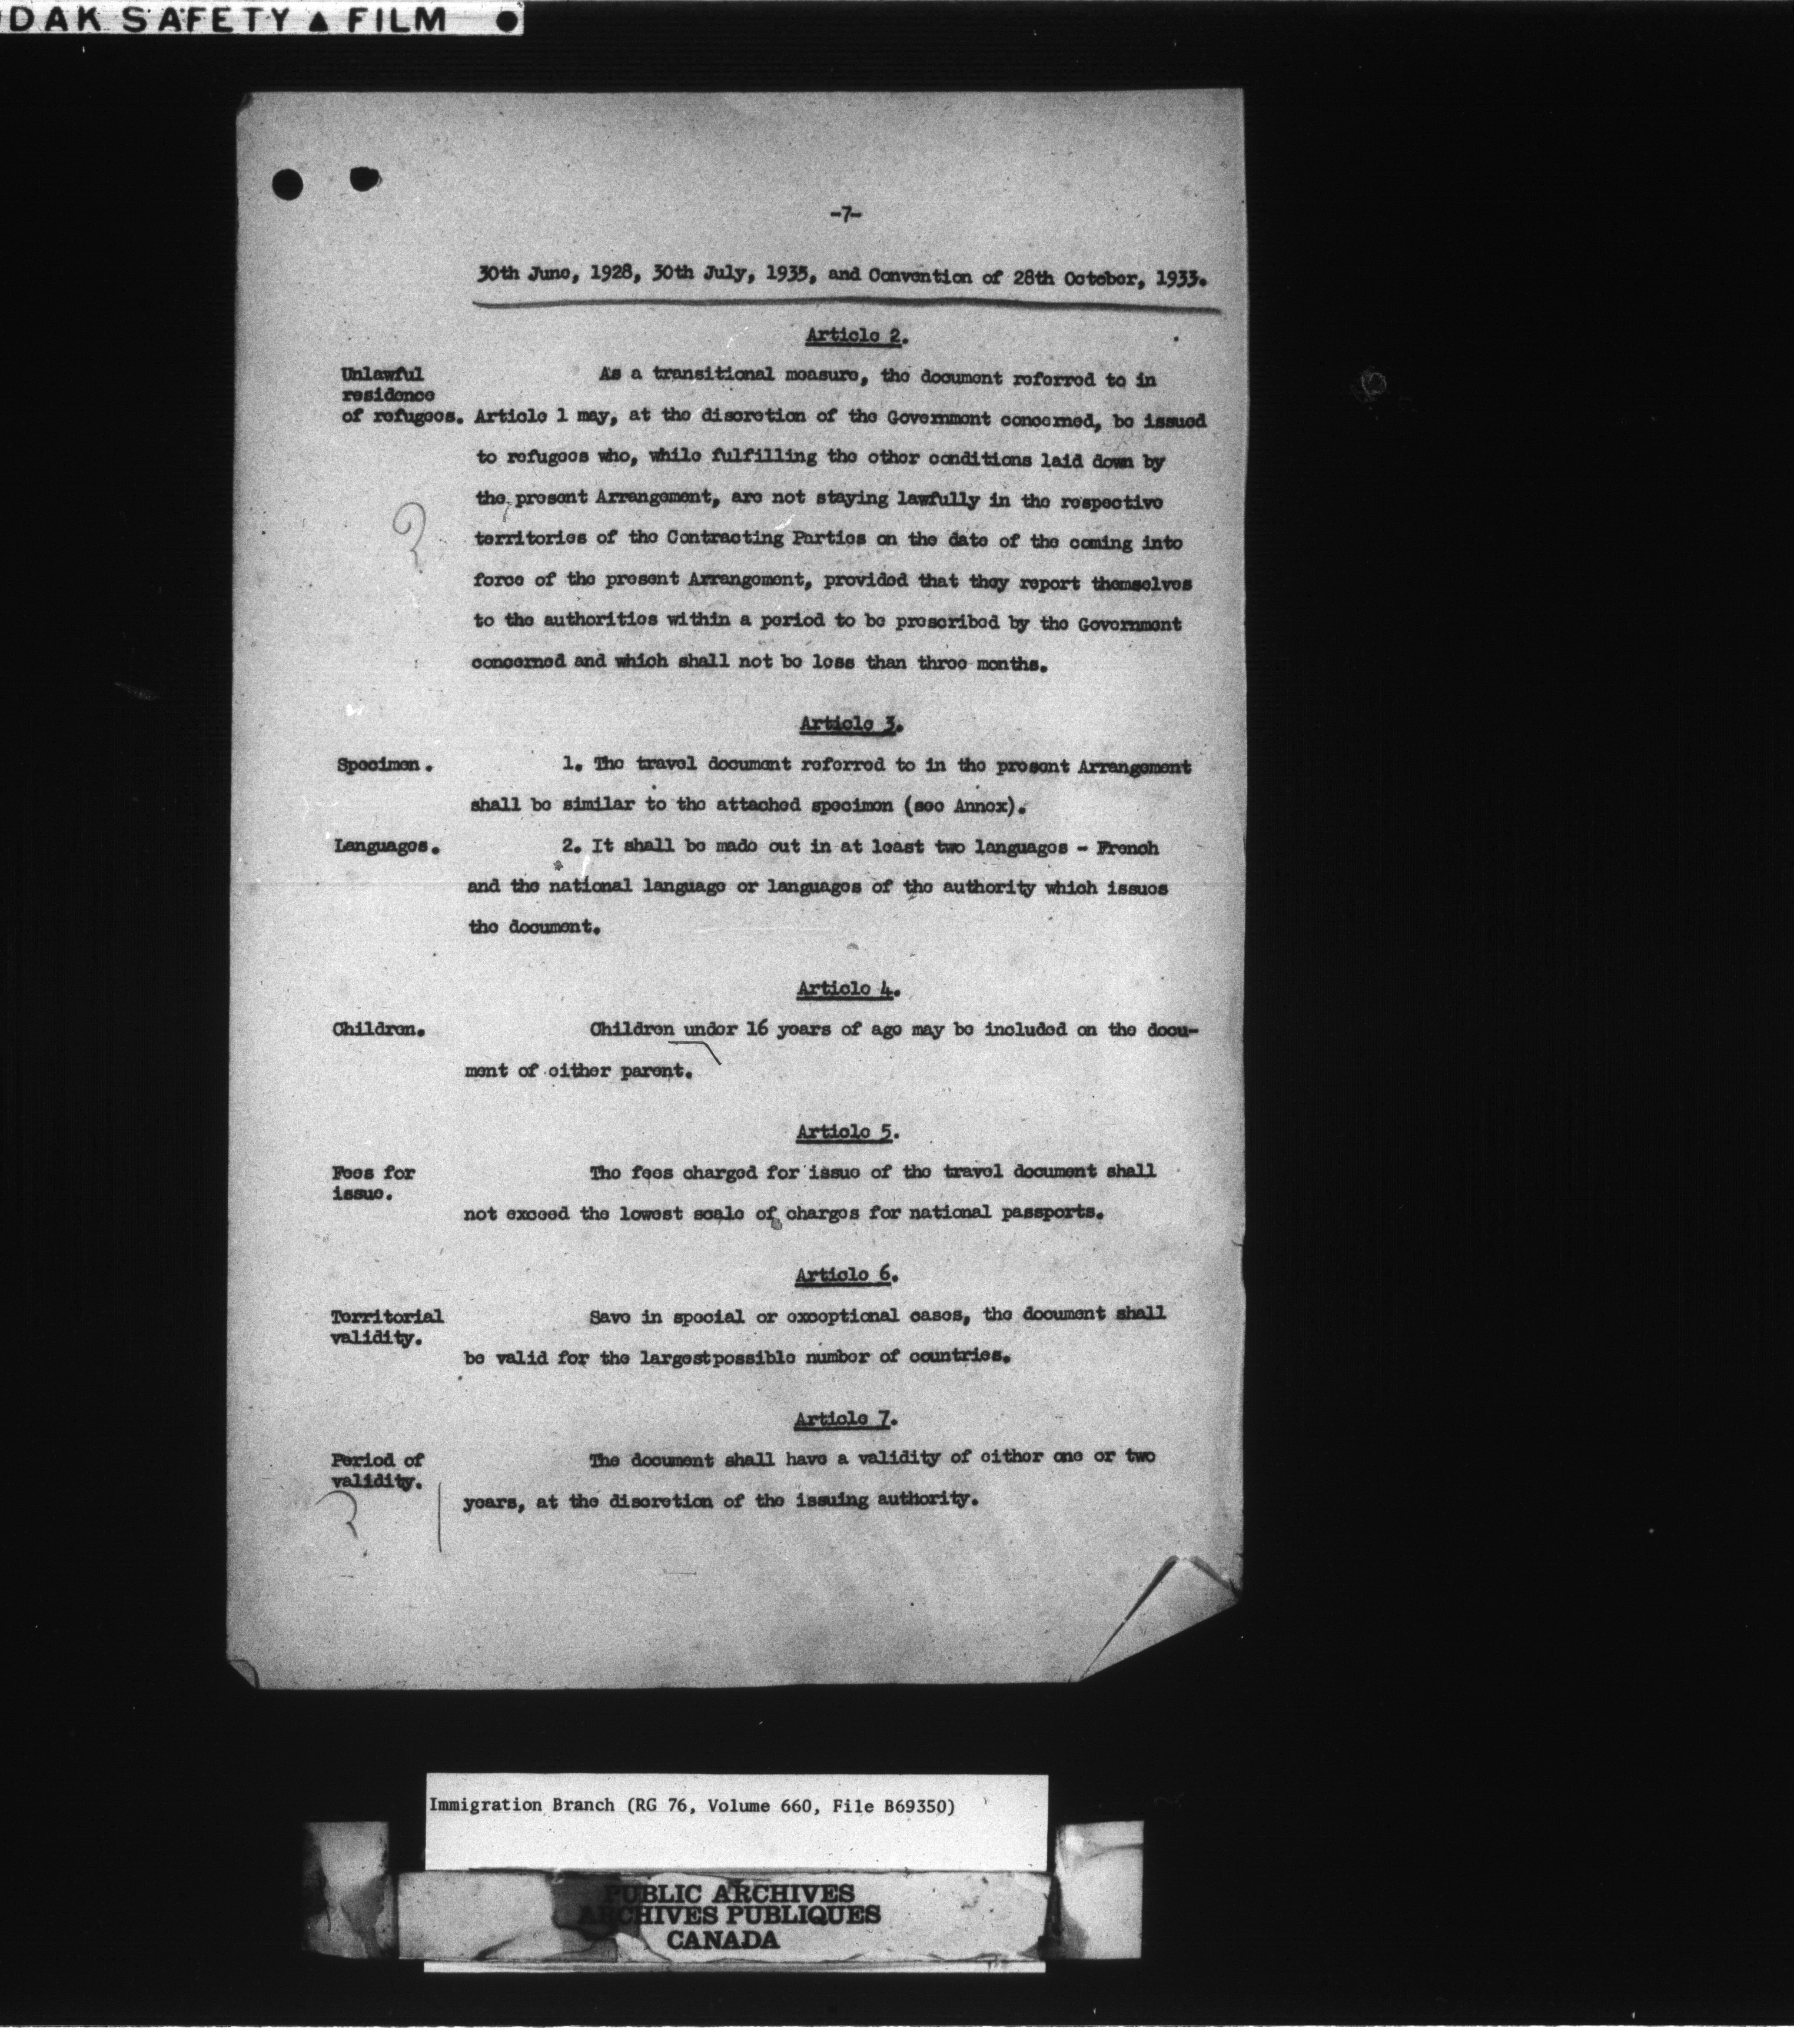 DAK SAFETY ▲ FILM ●
-7-
30th June, 1928, 30th July, 1935, and Convention of 28th October, 1933.
Article 2.
Unlawful
residence
of refugees.
As a transitional measure, the document referred to in
Article 1 may, at the discretion of the Government concerned, be issued
to refugees who, while fulfilling the other conditions laid down by
the present Arrangement, are not staying lawfully in the respective
?
territories of the Contracting Parties on the date of the coming into
force of the present Arrangement, provided that they report themselves
to the authorities within a period to be prescribed by the Government
concerned and which shall not be less than three months.
Article 3.
Specimen.
1. The travel document referred to in the present Arrangement
shall be similar to the attached specimen (see Annex).
Languages.
2. It shall be made out in at least two languages - French
and the national language or languages of the authority which issues
the document.
Article 4.
Children.
Children under 16 years of age may be included on the docu-
ment of either parent.
Article 5.
Fees for
issue.
The fees charged for issue of the travel document shall
not exceed the lowest scale of charges for national passports.
Article 6.
Territorial
validity.
Save in special or exceptional cases, the document shall
be valid for the largestpossible number of countries.
Article 7.
Period of
validity.
The document shall have a validity of either one or two
years, at the discretion of the issuing authority.
?
Immigration Branch (RG 76, Volume 660, File B69350)
PUBLIC ARCHIVES
ARCHIVES PUBLIQUES
CANADA